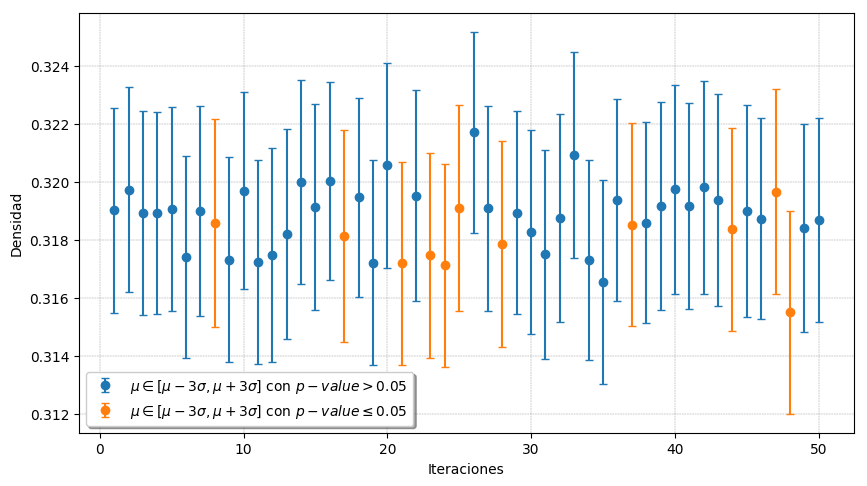 Densidad
0.324
0.322
0.320
0.318
0.316
0.314
0.312
μ ∈ [μ − 3σ, μ + 3σ] con p − value > 0.05
μ ∈ [μ − 3σ, μ + 3σ] con p − value ≤ 0.05
0 10 20 30 40 50
Iteraciones